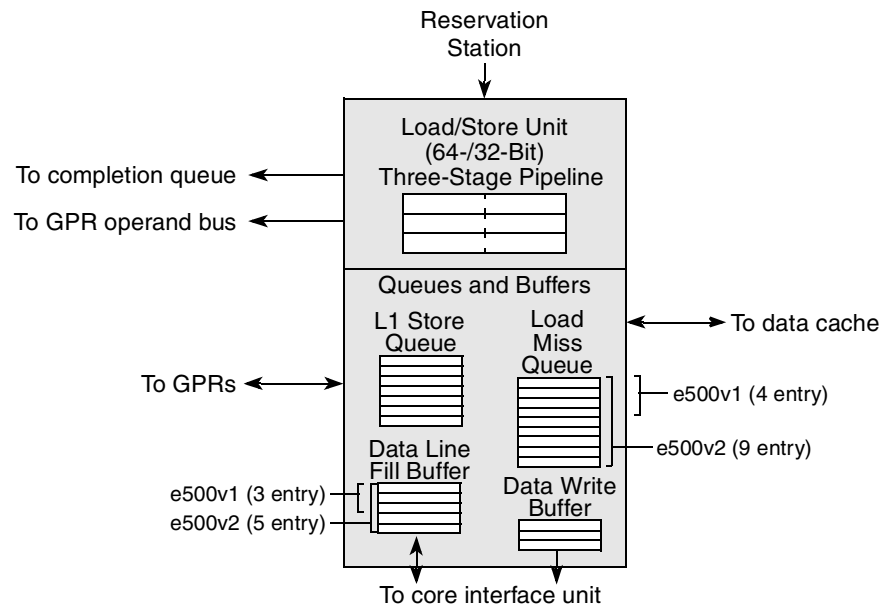 Reservation
Station
Load/Store Unit
(64-/32-Bit)
Three-Stage Pipeline
To completion queue
To GPR operand bus
Queues and Buffers
L1 Store
Queue
Load
Miss
Queue
To data cache
To GPRs
e500v1 (4 entry)
e500v2 (9 entry)
Data Line
Fill Buffer
Data Write
Buffer
e500v1 (3 entry)
e500v2 (5 entry)
To core interface unit